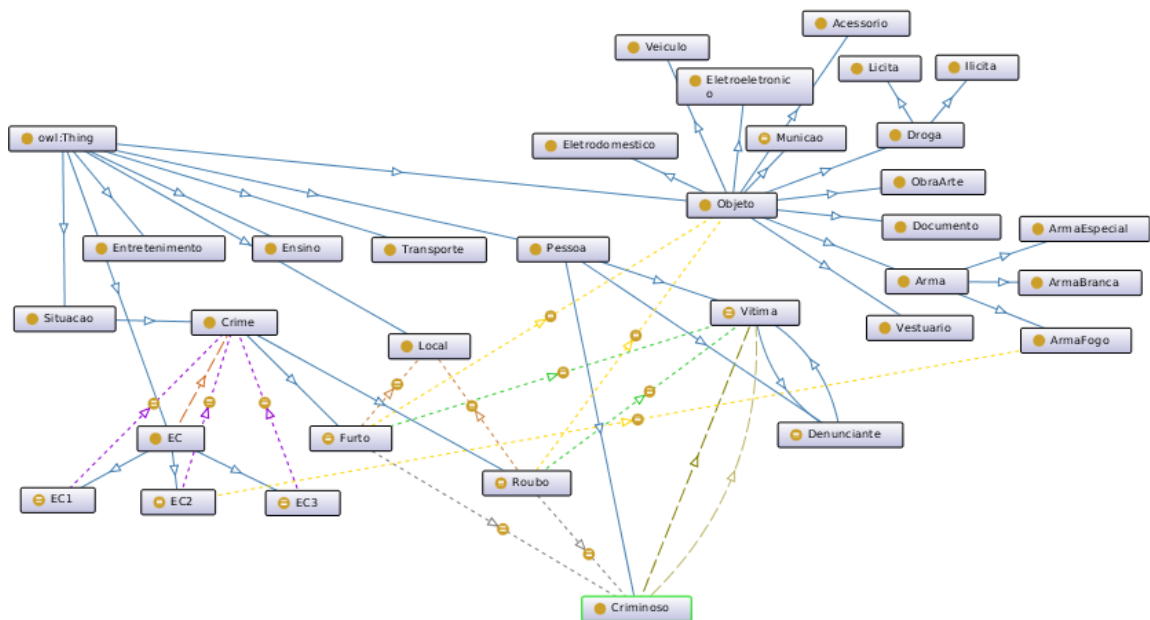 Acessorio
Veiculo
Licita
Ilicita
Eletroeletronic
o
owl:Thing
Eletrodomestico
Municao
Droga
ObraArte
Objeto
Documento
ArmaEspecial
Entretenimento
Ensino
Transporte
Pessoa
Arma
ArmaBranca
Situacao
Crime
Vitima
Vestuario
Local
ArmaFogo
EC
Furto
Denunciante
EC1
EC2
EC3
Roubo
Criminoso